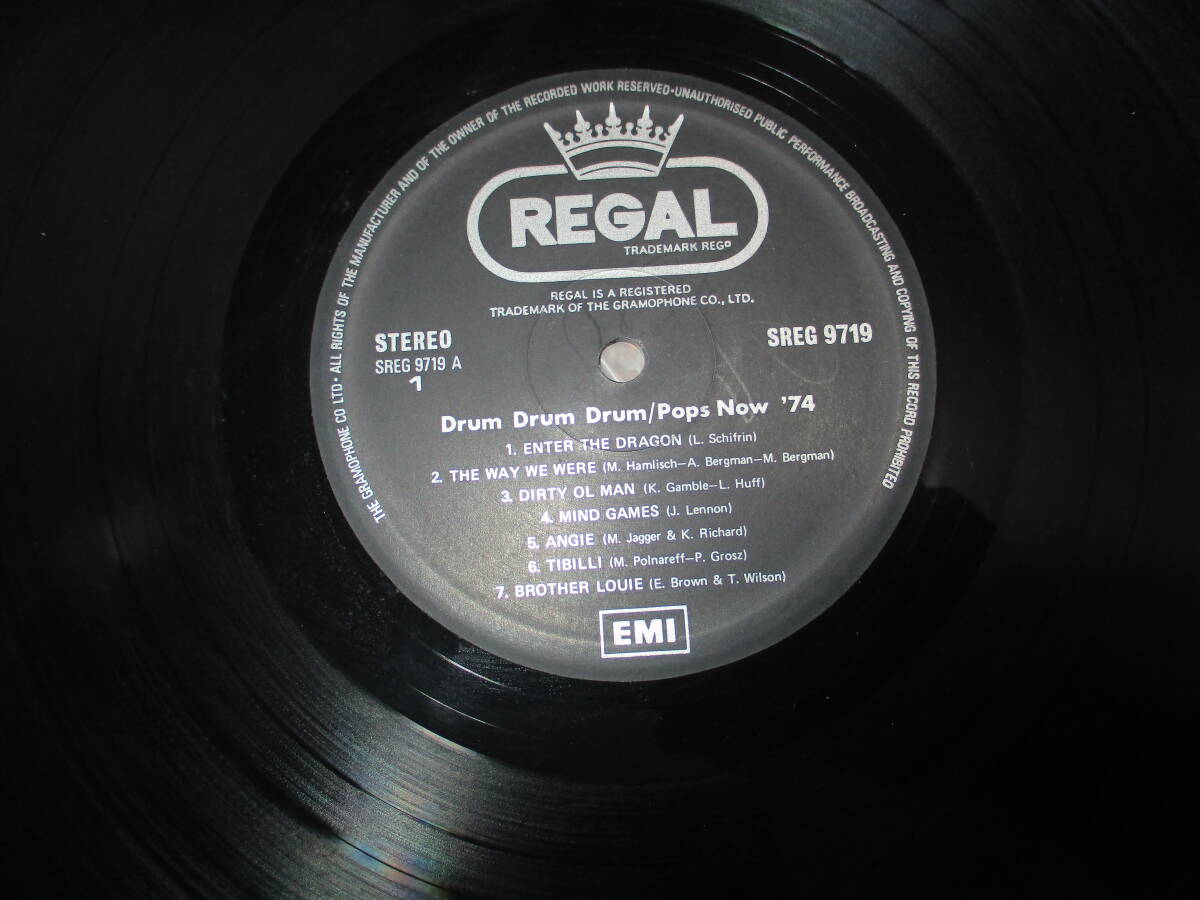 THE GRAMOPHONE CO LTD • ALL RIGHTS OF THE MANUFACTURER AND OF THE OWNER OF THE RECORDED WORK RESERVED • UNAUTHORISED PUBLIC PERFORMANCE BROADCASTING AND COPYING OF THIS RECORD PROHIBITED
REGAL
TRADEMARK REGD
REGAL IS A REGISTERED
TRADEMARK OF THE GRAMOPHONE CO., LTD.
STEREO SREG 9719
SREG 9719 A
1
Drum Drum Drum/Pops Now '74
1. ENTER THE DRAGON (L. Schifrin)
2. THE WAY WE WERE (M. Hamlisch—A. Bergman—M. Bergman)
3. DIRTY OL MAN (K. Gamble—L. Huff)
4. MIND GAMES (J. Lennon)
5. ANGIE (M. Jagger & K. Richard)
6. TIBILLI (M. Polnareff—P. Grosz)
7. BROTHER LOUIE (E. Brown & T. Wilson)
EMI